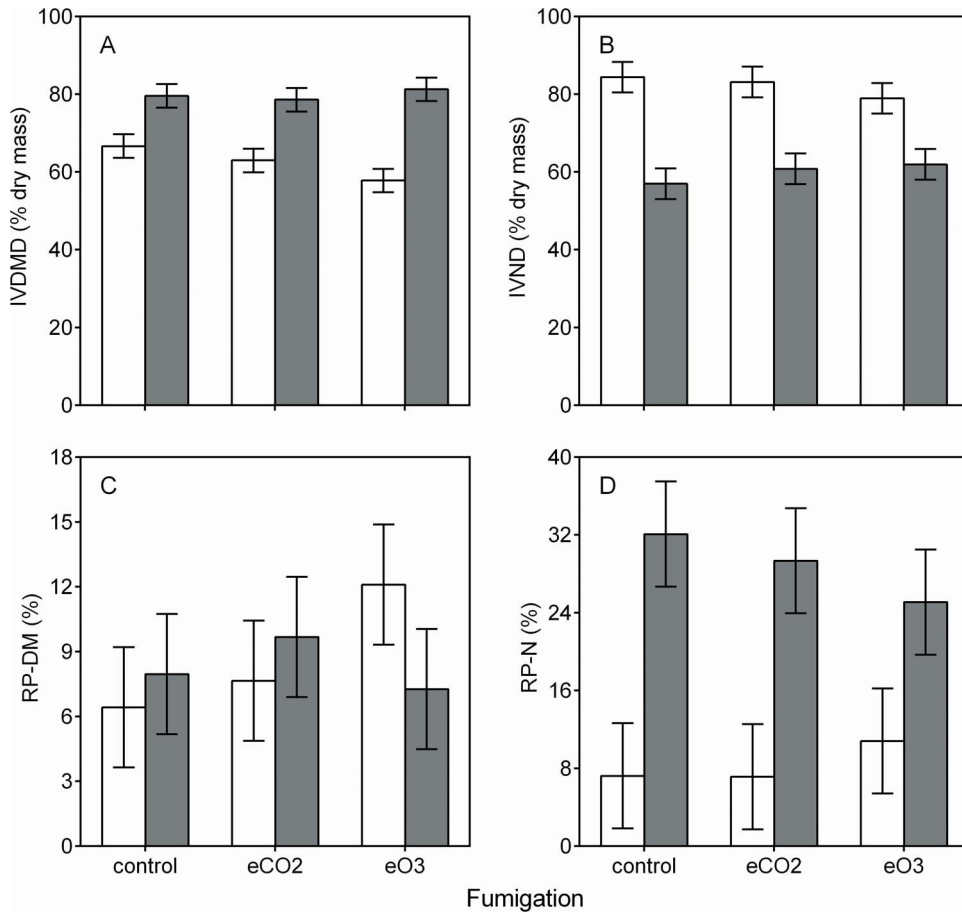 A
IVDMD (% dry mass)
100
80
60
40
20
0
B
IVND (% dry mass)
100
80
60
40
20
0
C
RP-DM (%)
18
15
12
9
6
3
0
control eCO2 eO3
D
RP-N (%)
40
32
24
16
8
0
control eCO2 eO3
Fumigation